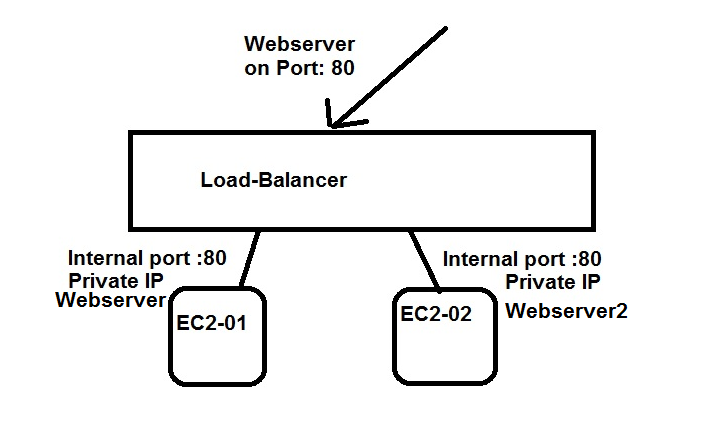 Webserver
on Port: 80
Load-Balancer
Internal port :80
Private IP
Webserver
EC2-01
Internal port :80
Private IP
Webserver2
EC2-02